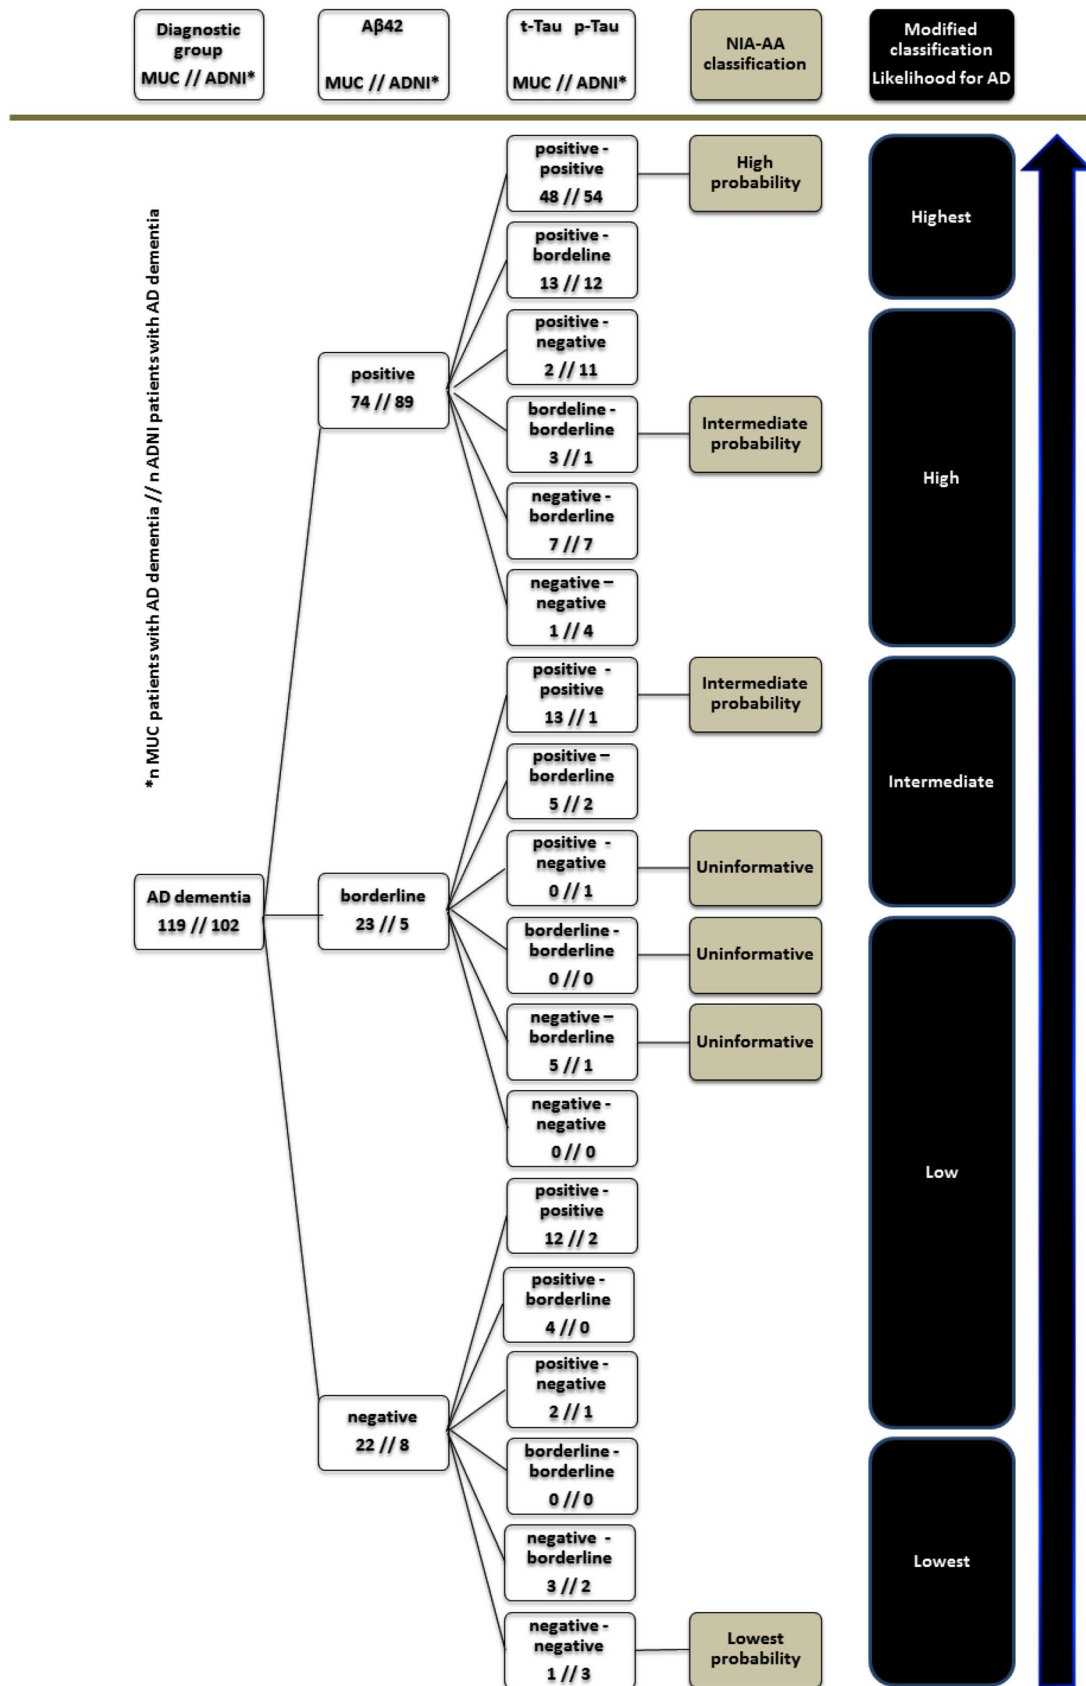 Diagnostic
group
MUC // ADNI*
Aβ42
MUC // ADNI*
t-Tau p-Tau
MUC // ADNI*
NIA-AA
classification
Modified
classification
Likelihood for AD
*n MUC patients with AD dementia // n ADNI patients with AD dementia
AD dementia
119 // 102
positive
74 // 89
positive -
positive
48 // 54
High
probability
Highest
positive -
bordeline
13 // 12
positive -
negative
2 // 11
High
bordeline -
borderline
3 // 1
Intermediate
probability
negative -
borderline
7 // 7
negative –
negative
1 // 4
borderline
23 // 5
positive -
positive
13 // 1
Intermediate
probability
Intermediate
positive –
borderline
5 // 2
positive -
negative
0 // 1
Uninformative
borderline -
borderline
0 // 0
Uninformative
Low
negative –
borderline
5 // 1
Uninformative
negative -
negative
0 // 0
negative
22 // 8
positive -
positive
12 // 2
positive -
borderline
4 // 0
positive -
negative
2 // 1
borderline -
borderline
0 // 0
Lowest
negative -
borderline
3 // 2
negative -
negative
1 // 3
Lowest
probability